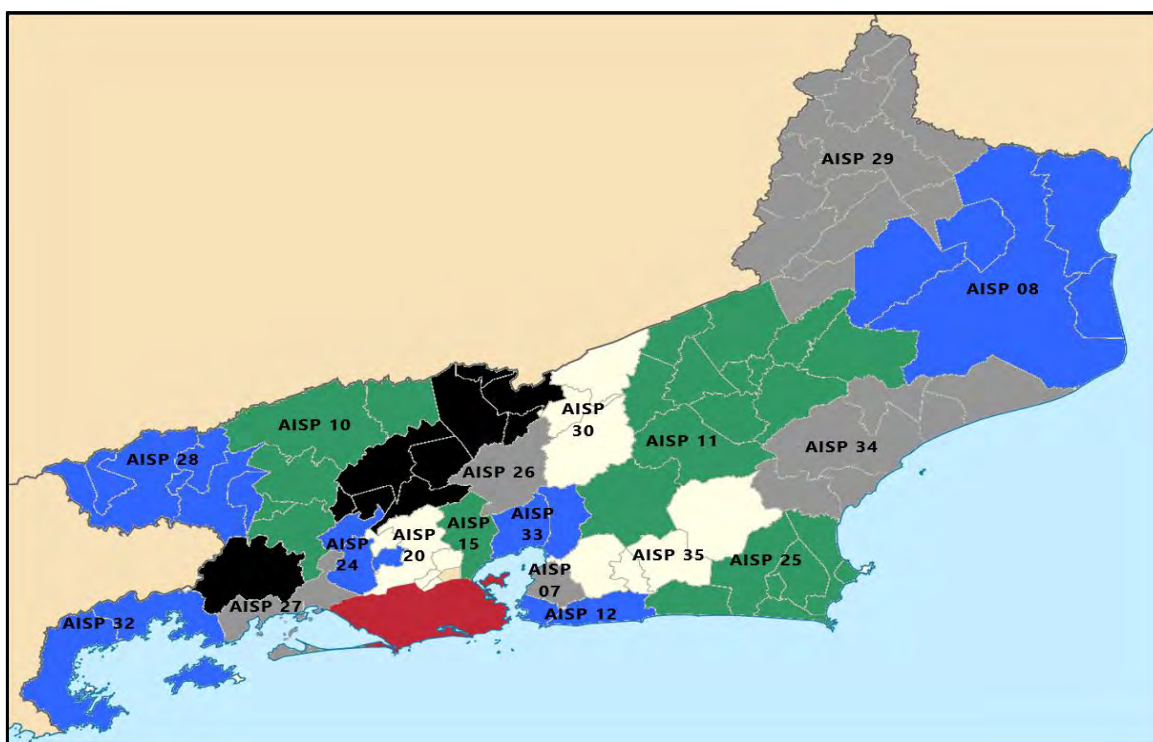 AISP 29
AISP 08
AISP
30
AISP 10
AISP 11
AISP 34
AISP 28
AISP 26
AISP
15
AISP
33
AISP
20
AISP
24
AISP 35
AISP 25
AISP
07
AISP 27
AISP 12
AISP 32